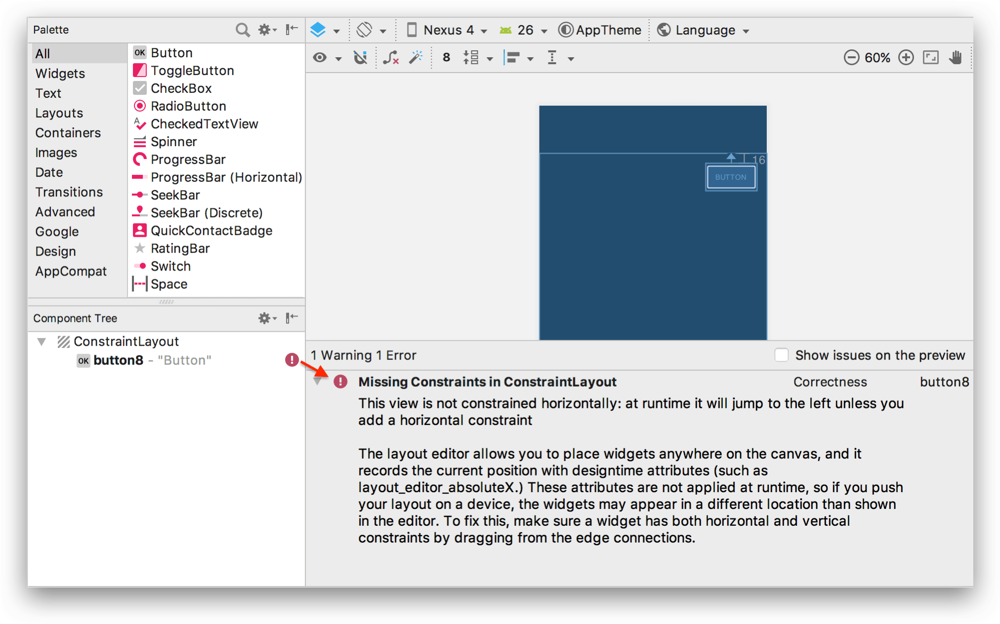 Palette
Nexus 4
26
AppTheme
Language
8
60%
All
Widgets
Text
Layouts
Containers
Images
Date
Transitions
Advanced
Google
Design
AppCompat
OK Button
ToggleButton
CheckBox
RadioButton
A CheckedTextView
Spinner
ProgressBar
ProgressBar (Horizontal)
SeekBar
SeekBar (Discrete)
QuickContactBadge
RatingBar
Switch
Space
16
BUTTON
Component Tree
ConstraintLayout
OK button8 - "Button"
1 Warning 1 Error
Show issues on the preview
Missing Constraints in ConstraintLayout Correctness button8
This view is not constrained horizontally: at runtime it will jump to the left unless you
add a horizontal constraint
The layout editor allows you to place widgets anywhere on the canvas, and it
records the current position with designtime attributes (such as
layout_editor_absoluteX.) These attributes are not applied at runtime, so if you push
your layout on a device, the widgets may appear in a different location than shown
in the editor. To fix this, make sure a widget has both horizontal and vertical
constraints by dragging from the edge connections.